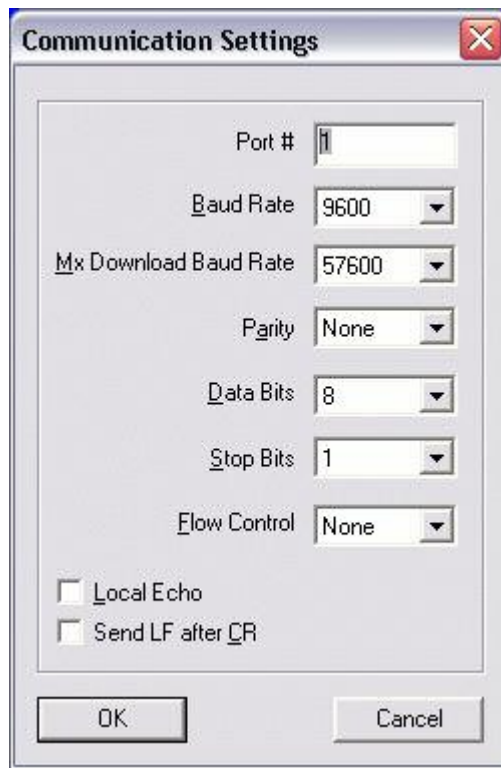 Communication Settings
Port # 1
Baud Rate 9600
Mx Download Baud Rate 57600
Parity None
Data Bits 8
Stop Bits 1
Flow Control None
Local Echo
Send LF after CR
OK Cancel